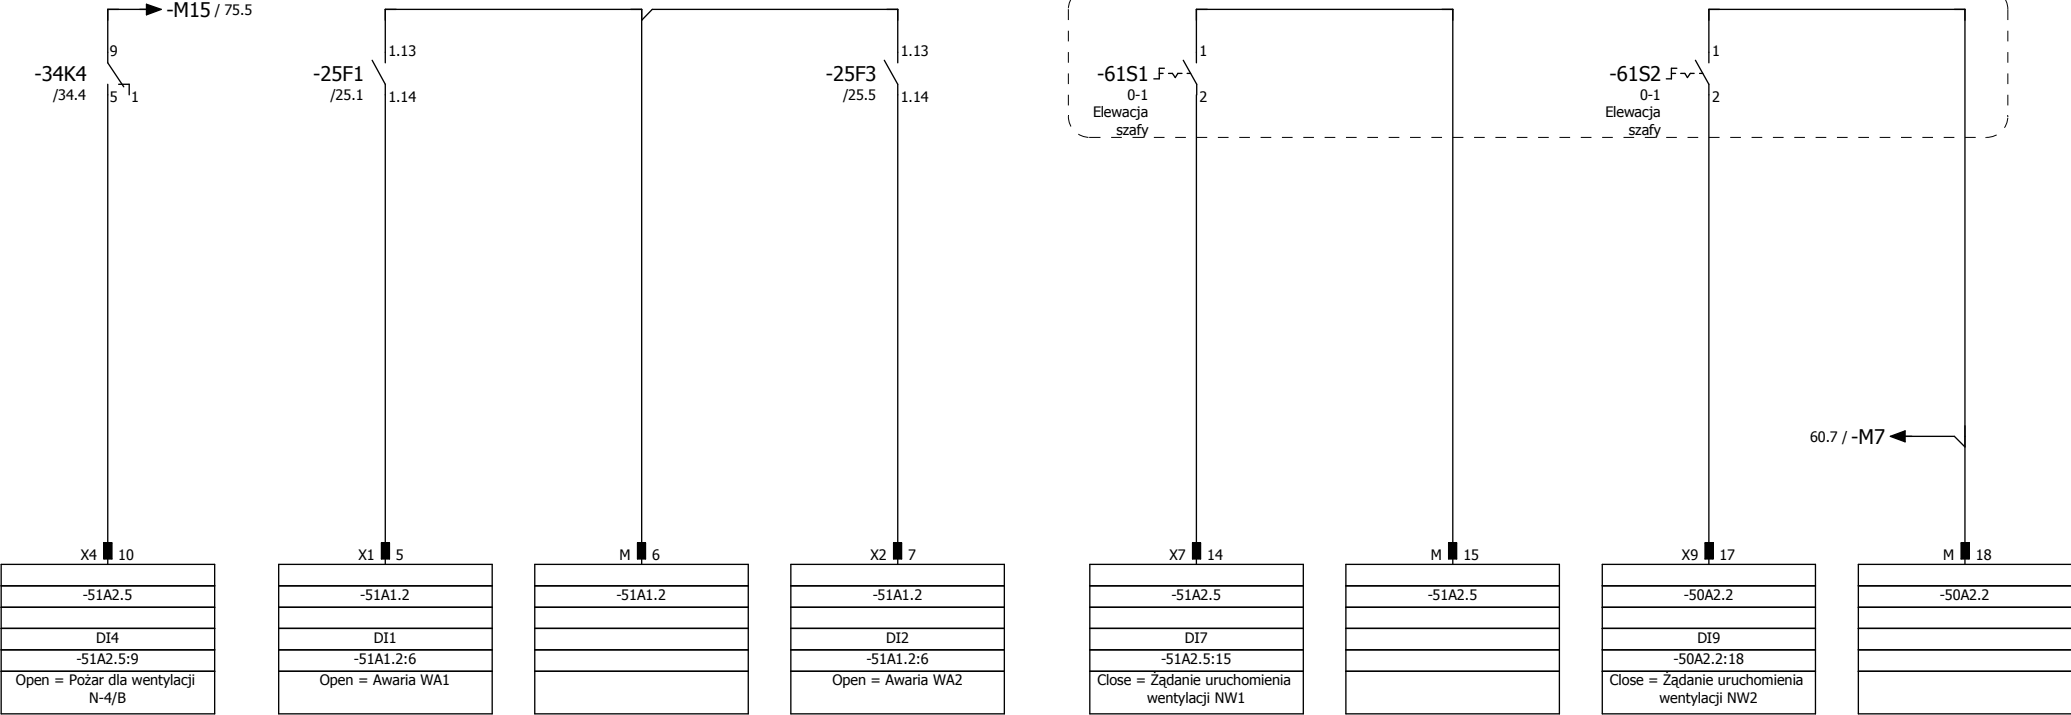 -M15 / 75.5
9
-34K4
/34.4
5
1
1.13
-25F1
/25.1
1.14
1.13
-25F3
/25.5
1.14
1
-61S1
0-1
2
Elewacja
szafy
1
-61S2
0-1
2
Elewacja
szafy
60.7 / -M7
X4 10
X1 5
M 6
X2 7
X7 14
M 15
X9 17
M 18
-51A2.5
DI4
-51A2.5:9
Open = Pożar dla wentylacji
N-4/B
-51A1.2
DI1
-51A1.2:6
Open = Awaria WA1
-51A1.2
-51A1.2
DI2
-51A1.2:6
Open = Awaria WA2
-51A2.5
DI7
-51A2.5:15
Close = Żądanie uruchomienia
wentylacji NW1
-51A2.5
-50A2.2
DI9
-50A2.2:18
Close = Żądanie uruchomienia
wentylacji NW2
-50A2.2